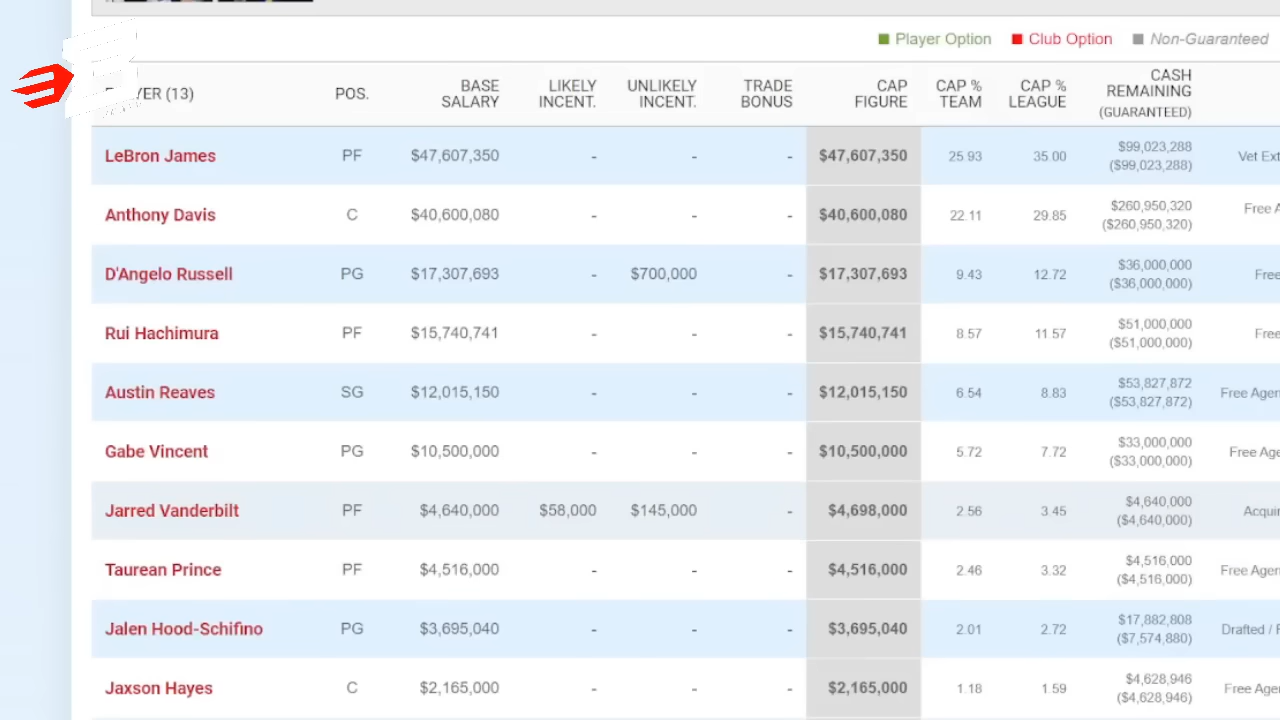 Player Option Club Option Non-Guaranteed
YER (13) POS. BASE SALARY LIKELY INCENT. UNLIKELY INCENT. TRADE BONUS CAP FIGURE CAP % TEAM CAP % LEAGUE CASH REMAINING (GUARANTEED)
LeBron James PF $47,607,350 - - - $47,607,350 25.93 35.00 $99,023,288 ($99,023,288) Vet Ext
Anthony Davis C $40,600,080 - - - $40,600,080 22.11 29.85 $260,950,320 ($260,950,320) Free A
D'Angelo Russell PG $17,307,693 - $700,000 - $17,307,693 9.43 12.72 $36,000,000 ($36,000,000) Free
Rui Hachimura PF $15,740,741 - - - $15,740,741 8.57 11.57 $51,000,000 ($51,000,000) Free
Austin Reaves SG $12,015,150 - - - $12,015,150 6.54 8.83 $53,827,872 ($53,827,872) Free Agen
Gabe Vincent PG $10,500,000 - - - $10,500,000 5.72 7.72 $33,000,000 ($33,000,000) Free Age
Jarred Vanderbilt PF $4,640,000 $58,000 $145,000 - $4,698,000 2.56 3.45 $4,640,000 ($4,640,000) Acqui
Taurean Prince PF $4,516,000 - - - $4,516,000 2.46 3.32 $4,516,000 ($4,516,000) Free Agen
Jalen Hood-Schifino PG $3,695,040 - - - $3,695,040 2.01 2.72 $17,882,808 ($7,574,880) Drafted /
Jaxson Hayes C $2,165,000 - - - $2,165,000 1.18 1.59 $4,628,946 ($4,628,946) Free Agen